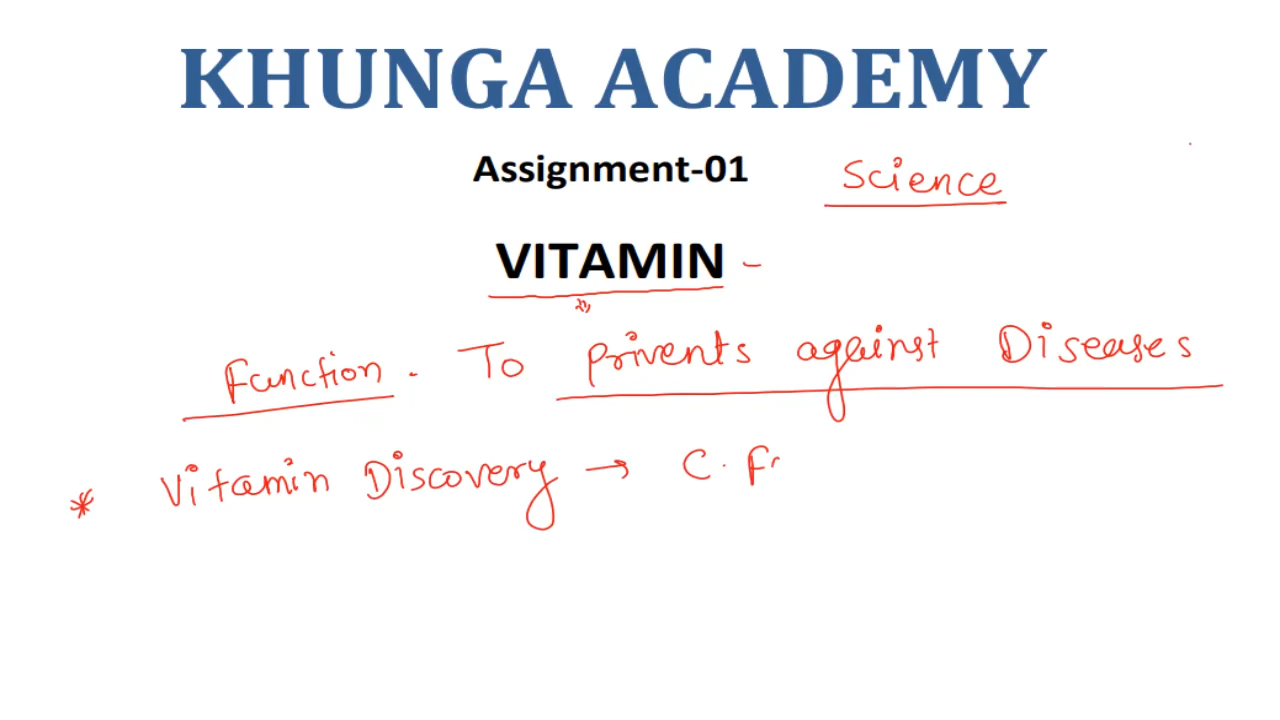 KHUNGA ACADEMY
Assignment-01 Science
VITAMIN -
Function. To Privents against Diseases
* Vitamin Discovery → C.